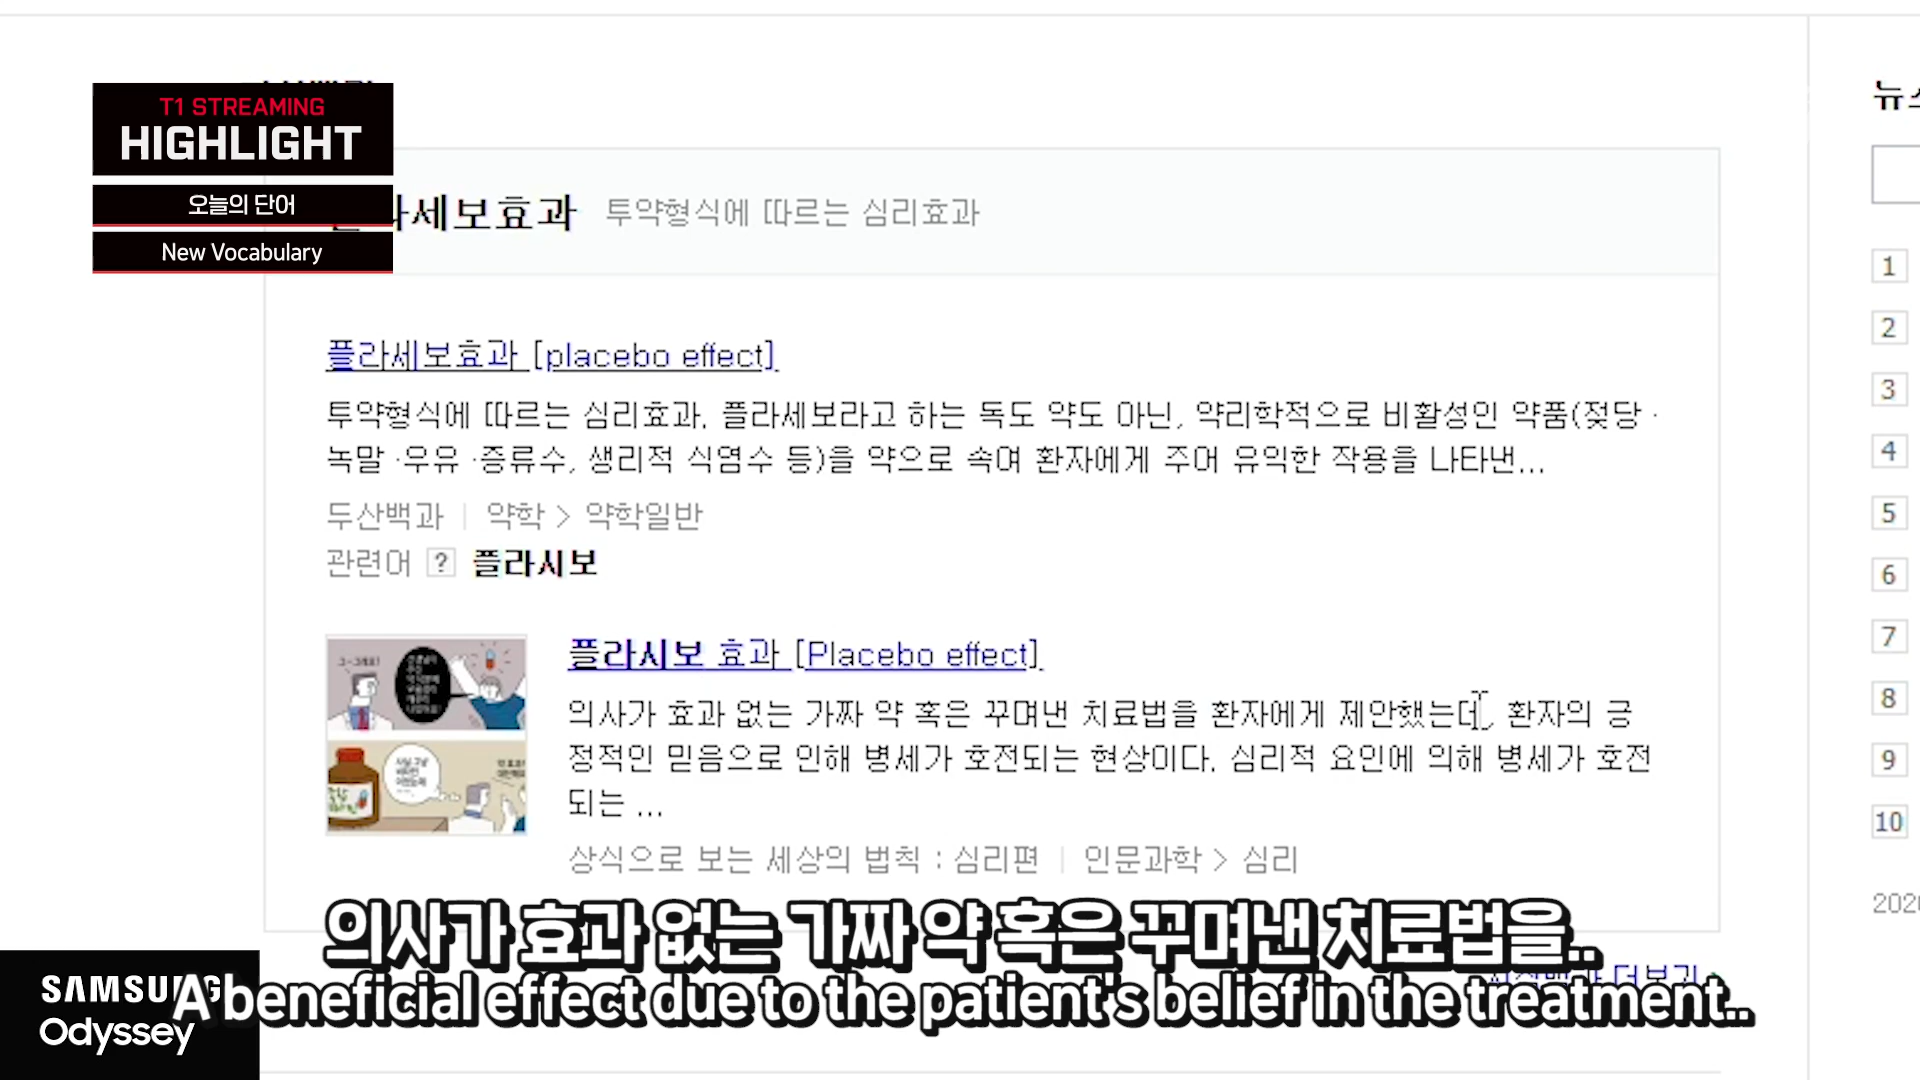 T1 STREAMING
HIGHLIGHT
오늘의 단어
New Vocabulary
라세보효과 투약형식에 따르는 심리효과
플라세보효과 [placebo effect]
투약형식에 따르는 심리효과. 플라세보라고 하는 독도 약도 아닌, 약리학적으로 비활성인 약품(젖당 ·
녹말 ·우유 ·증류수, 생리적 식염수 등)을 약으로 속여 환자에게 주어 유익한 작용을 나타낸...
두산백과 | 약학 > 약학일반
관련어 ? 플라시보
플라시보 효과 [Placebo effect]
의사가 효과 없는 가짜 약 혹은 꾸며낸 치료법을 환자에게 제안했는데, 환자의 긍
정적인 믿음으로 인해 병세가 호전되는 현상이다. 심리적 요인에 의해 병세가 호전
되는 ...
상식으로 보는 세상의 법칙 : 심리편 | 인문과학 > 심리
뉴스
1
2
3
4
5
6
7
8
9
10
의사가 효과 없는 가짜 약 혹은 꾸며낸 치료법을..
A beneficial effect due to the patient's belief in the treatment..
SAMSUNG
Odyssey